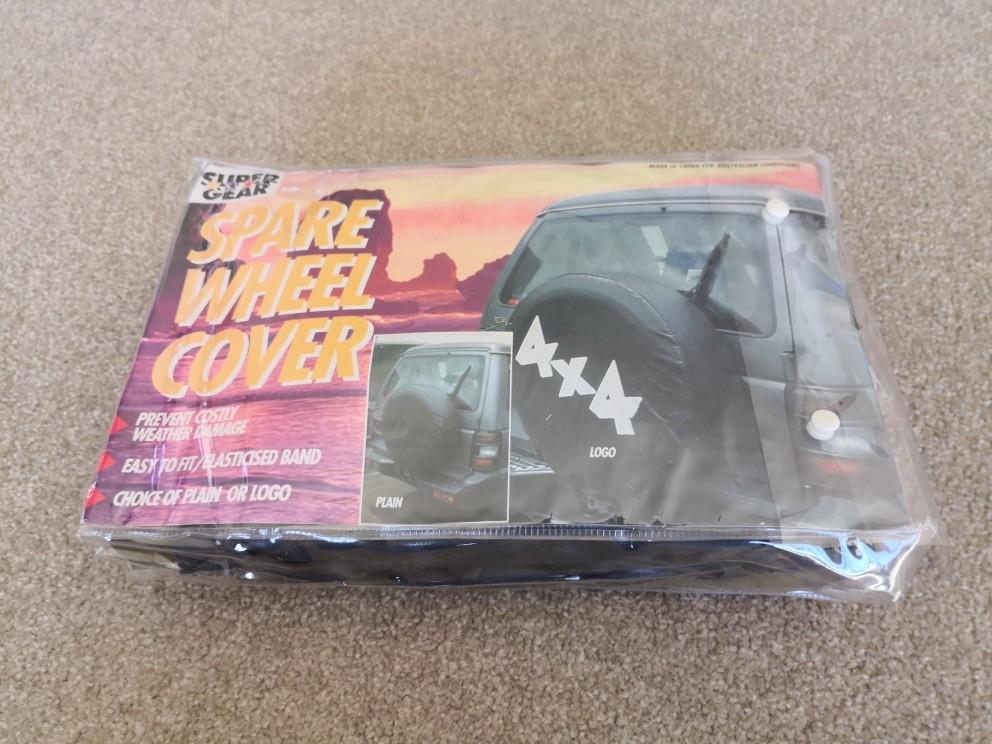 SUPER
GEAR
MADE IN CHINA FOR AUSTRALIAN CONDITIONS
SPARE
WHEEL
COVER
4x4
LOGO
PREVENT COSTLY
WEATHER DAMAGE
EASY TO FIT/ELASTICISED BAND
CHOICE OF PLAIN OR LOGO
PLAIN